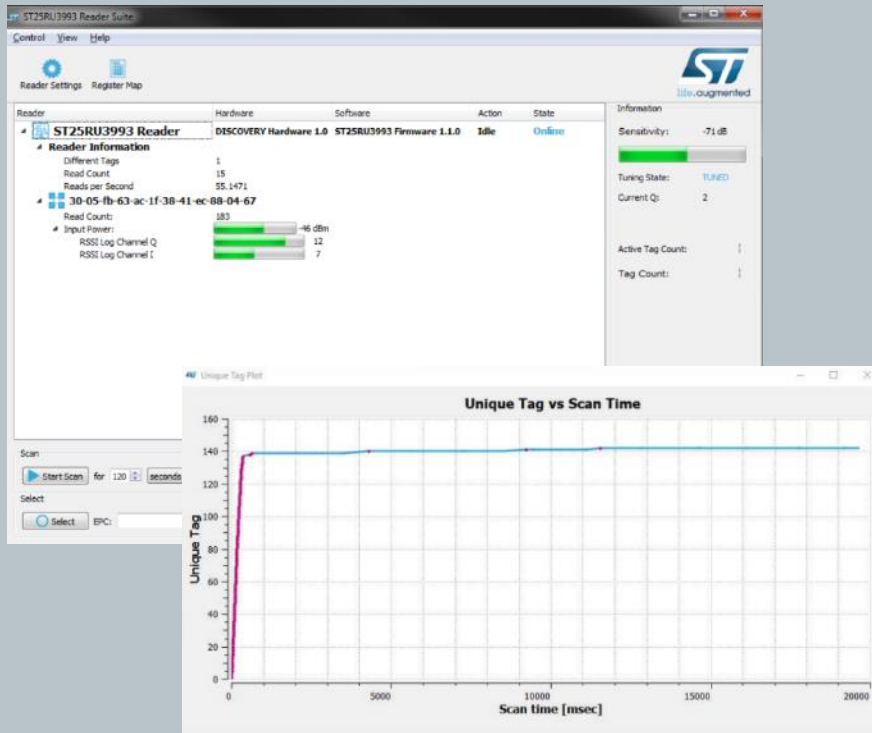 ST25RU3993 Reader Suite
Control View Help
Reader Settings Register Map
ST
life.augmented
Reader Hardware Software Action State
ST25RU3993 Reader DISCOVERY Hardware 1.0 ST25RU3993 Firmware 1.1.0 Idle Online
Reader Information
Different Tags 1
Read Count 15
Reads per Second 55.1471
30-05-fb-63-ac-1f-38-41-ec-88-04-67
Read Count: 183
Input Power: -46 dBm
RSSI Log Channel Q 12
RSSI Log Channel I 7
Information
Sensitivity: -71 dB
Tuning State: TUNED
Current Q: 2
Active Tag Count: 1
Tag Count: 1
Scan
Start Scan for 120 seconds
Select
Select EPC:
Unique Tag Plot
Unique Tag vs Scan Time
Unique Tag
160
140
120
100
80
60
40
20
0
0 5000 10000 15000 20000
Scan time [msec]